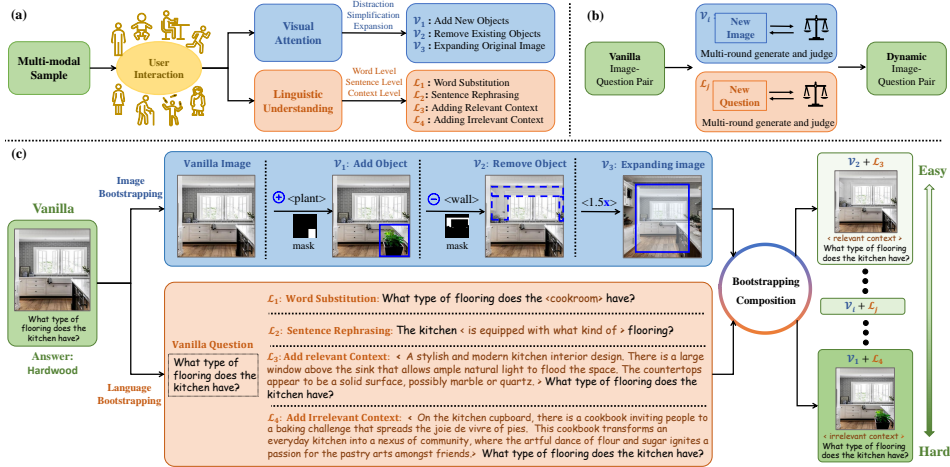 (a)
Multi-modal
Sample
User
Interaction
Visual
Attention
Distraction
Simplification
Expansion
𝒱1 : Add New Objects
𝒱2 : Remove Existing Objects
𝒱3 : Expanding Original Image
Linguistic
Understanding
Word Level
Sentence Level
Context Level
ℒ1 : Word Substitution
ℒ2 : Sentence Rephrasing
ℒ3 : Adding Relevant Context
ℒ4 : Adding Irrelevant Context
(b)
Vanilla
Image-
Question Pair
𝒱i
New
Image
Multi-round generate and judge
ℒj
New
Question
Multi-round generate and judge
Dynamic
Image-
Question Pair
(c)
Vanilla
What type of
flooring does the
kitchen have?
Answer:
Hardwood
Image
Bootstrapping
Language
Bootstrapping
Vanilla Image
𝒱1: Add Object
𝒱2: Remove Object
𝒱3: Expanding image
<plant>
mask
<wall>
mask
<1.5x>
Vanilla Question
What type of
flooring does the
kitchen have?
ℒ1: Word Substitution: What type of flooring does the <cookroom> have?
ℒ2: Sentence Rephrasing: The kitchen < is equipped with what kind of > flooring?
ℒ3: Add relevant Context: < A stylish and modern kitchen interior design. There is a large
window above the sink that allows ample natural light to flood the space. The countertops
appear to be a solid surface, possibly marble or quartz. > What type of flooring does the
kitchen have?
ℒ4: Add Irrelevant Context: < On the kitchen cupboard, there is a cookbook inviting people to
a baking challenge that spreads the joie de vivre of pies. This cookbook transforms an
everyday kitchen into a nexus of community, where the artful dance of flour and sugar ignites a
passion for the pastry arts amongst friends.> What type of flooring does the kitchen have?
Bootstrapping
Composition
𝒱2 + ℒ3
< relevant context >
What type of flooring
does the kitchen have?
𝒱i + ℒj
𝒱1 + ℒ4
< irrelevant context >
What type of flooring
does the kitchen have?
Easy
Hard